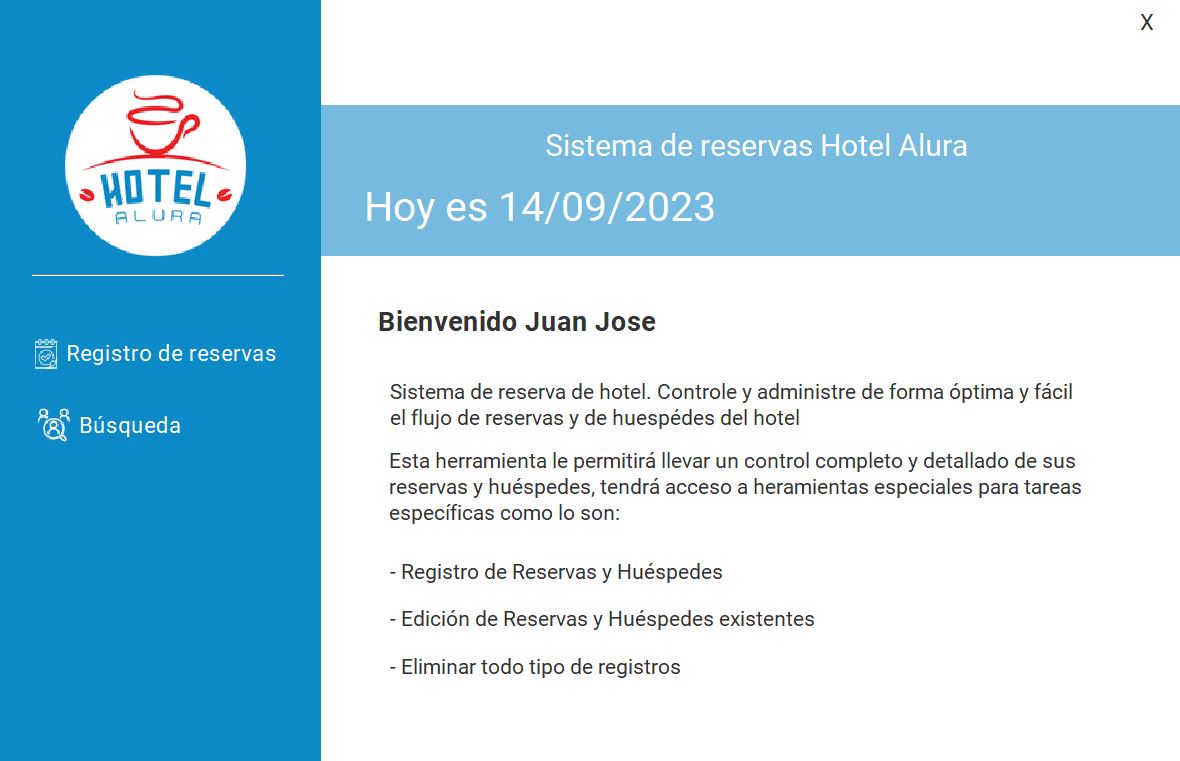 X
HOTEL
ALURA
Registro de reservas
Búsqueda
Sistema de reservas Hotel Alura
Hoy es 14/09/2023
Bienvenido Juan Jose
Sistema de reserva de hotel. Controle y administre de forma óptima y fácil
el flujo de reservas y de huespédes del hotel
Esta herramienta le permitirá llevar un control completo y detallado de sus
reservas y huéspedes, tendrá acceso a heramientas especiales para tareas
específicas como lo son:
- Registro de Reservas y Huéspedes
- Edición de Reservas y Huéspedes existentes
- Eliminar todo tipo de registros